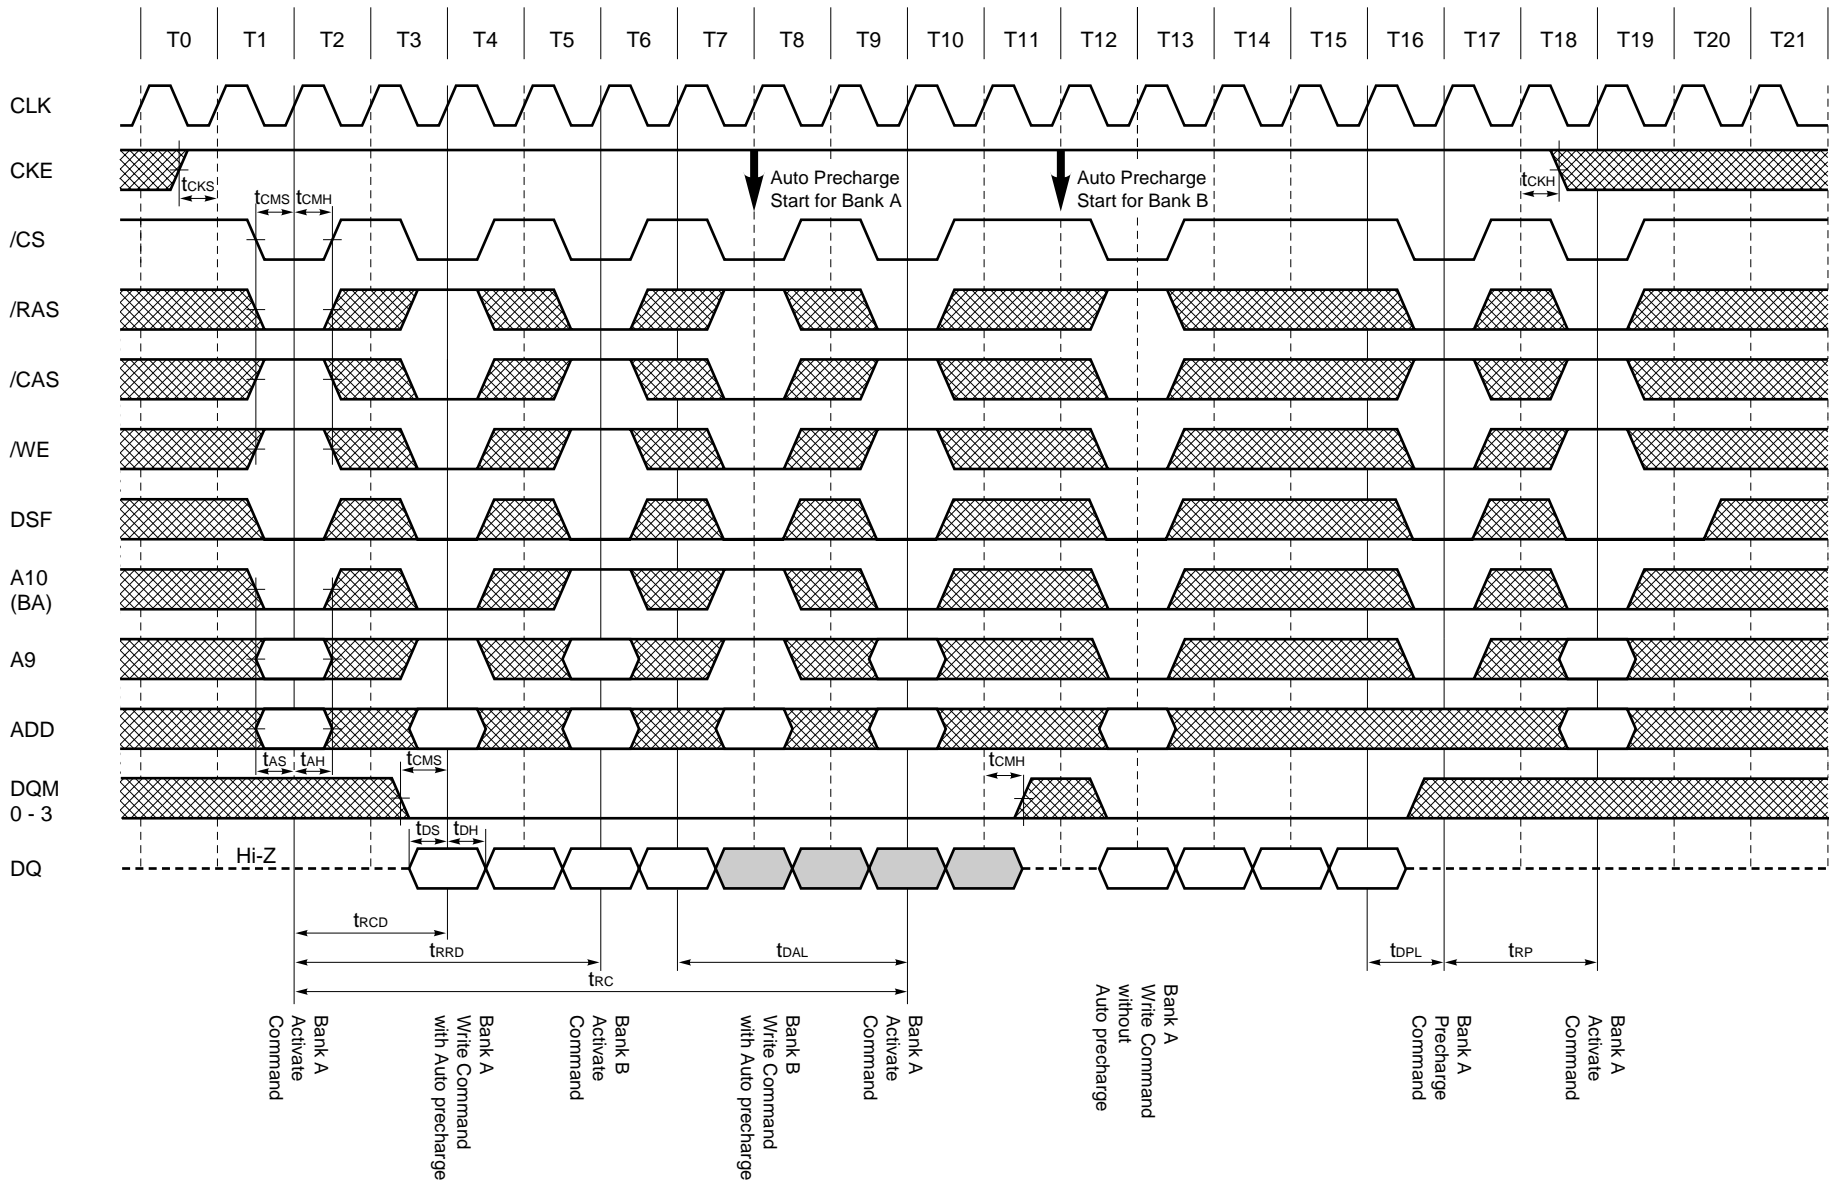 T0 T1 T2 T3 T4 T5 T6 T7 T8 T9 T10 T11 T12 T13 T14 T15 T16 T17 T18 T19 T20 T21
CLK
CKE
tCKS
tCMS tCMH
Auto Precharge
Start for Bank A
Auto Precharge
Start for Bank B
tCKH
/CS
/RAS
/CAS
/WE
DSF
A10
(BA)
A9
ADD
tAS tAH
tCMS
tCMH
DQM
0 - 3
tDS tDH
DQ
Hi-Z
tRCD
tRRD
tDAL
tDPL
tRP
tRC
Bank A
Activate
Command
Bank A
Write Command
with Auto precharge
Bank B
Activate
Command
Bank B
Write Command
with Auto precharge
Bank A
Activate
Command
Bank A
Write Command
without
Auto precharge
Bank A
Precharge
Command
Bank A
Activate
Command